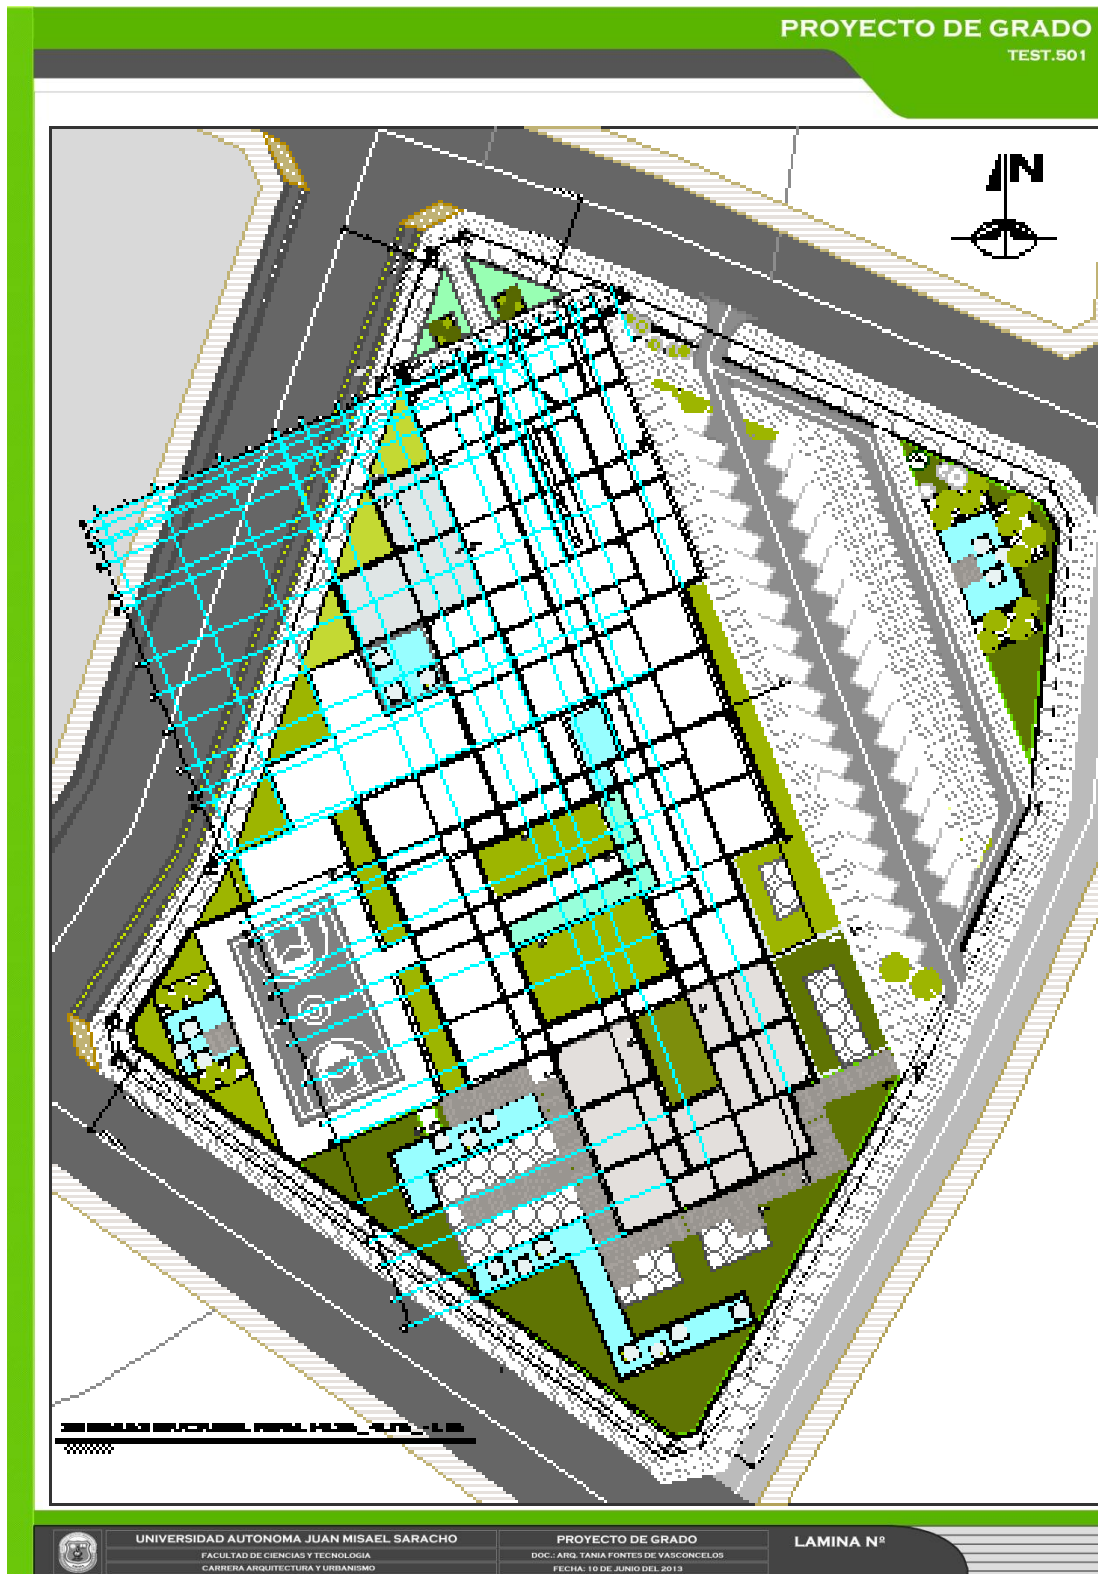 PROYECTO DE GRADO
TEST.501
N
UNIVERSIDAD AUTONOMA JUAN MISAEL SARACHO
FACULTAD DE CIENCIAS Y TECNOLOGIA
CARRERA ARQUITECTURA Y URBANISMO
PROYECTO DE GRADO
DOC.: ARQ. TANIA FONTES DE VASCONCELOS
FECHA: 10 DE JUNIO DEL 2013
LAMINA Nº